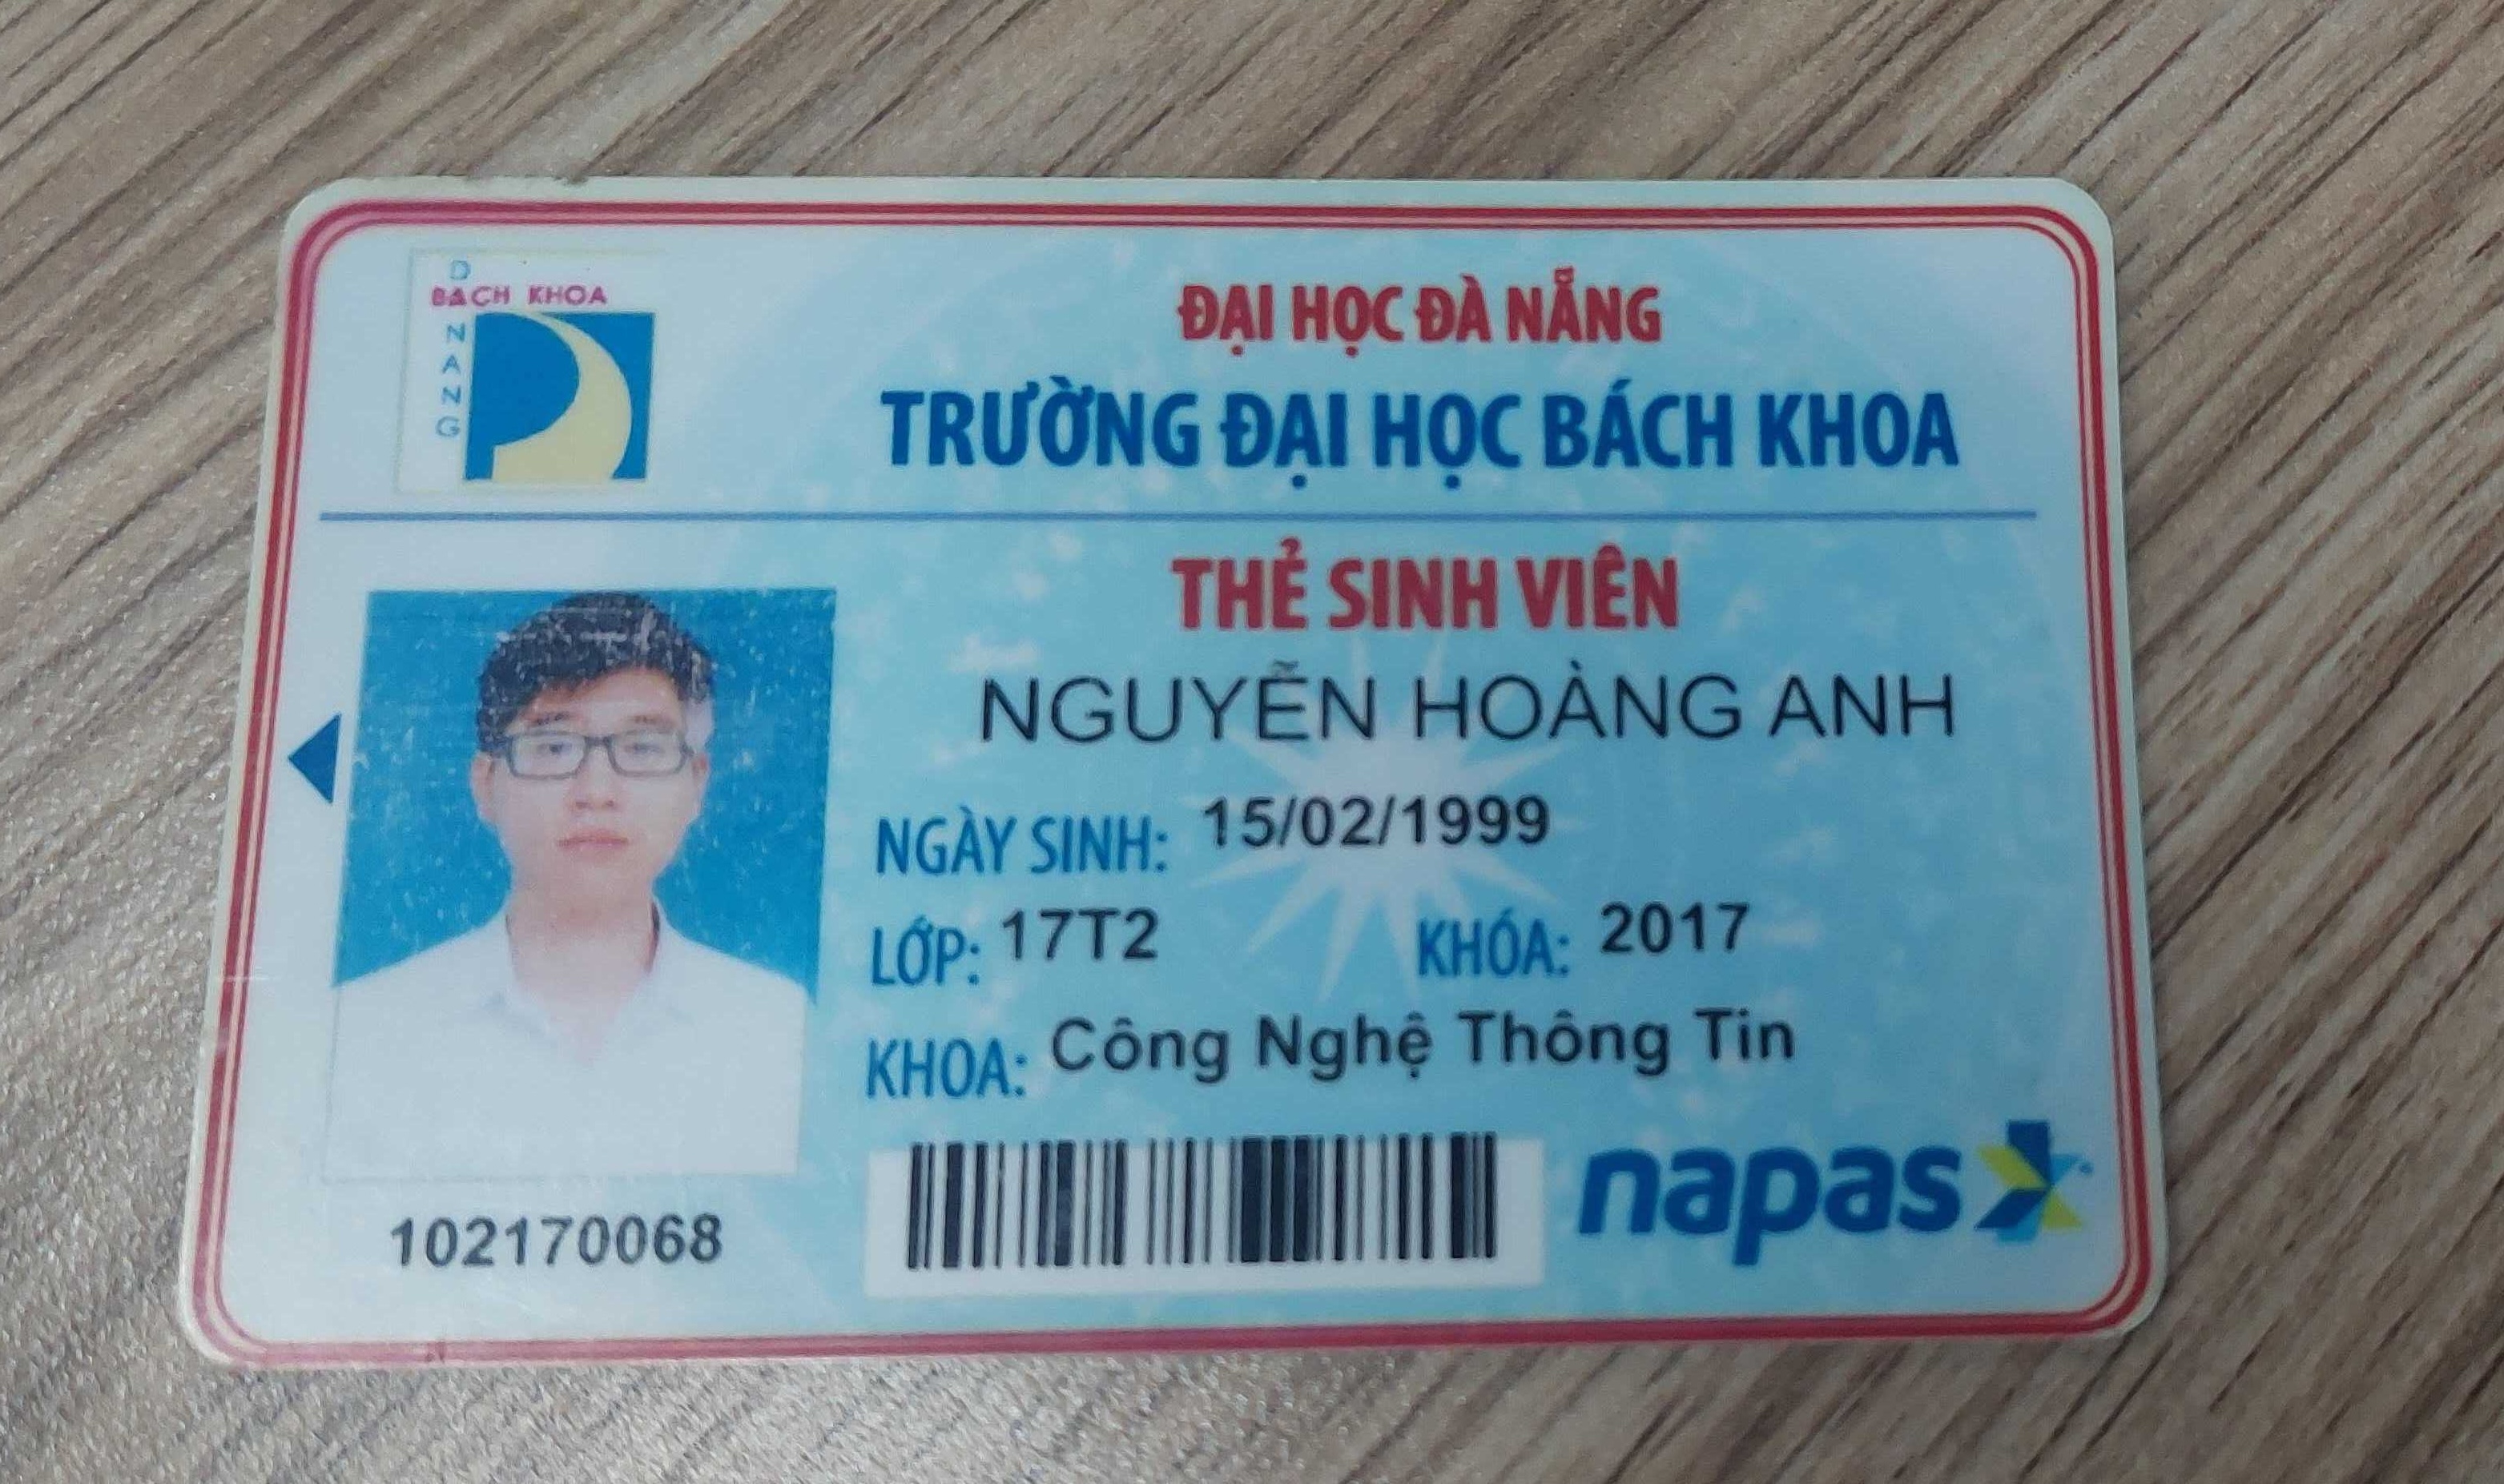 D
BACH KHOA
N
A
N
G
ĐẠI HỌC ĐÀ NẴNG
TRƯỜNG ĐẠI HỌC BÁCH KHOA
THẺ SINH VIÊN
NGUYỄN HOÀNG ANH
NGÀY SINH: 15/02/1999
LỚP: 17T2 KHÓA: 2017
KHOA: Công Nghệ Thông Tin
102170068
napas